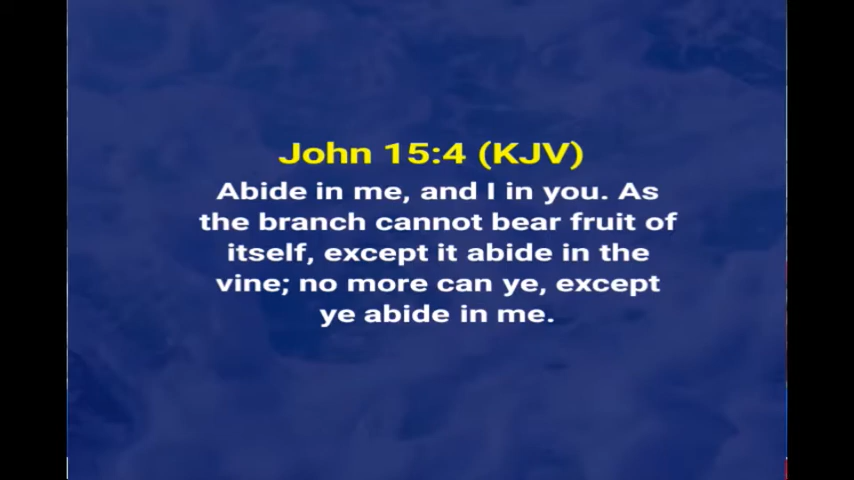 John 15:4 (KJV)
Abide in me, and I in you. As
the branch cannot bear fruit of
itself, except it abide in the
vine; no more can ye, except
ye abide in me.